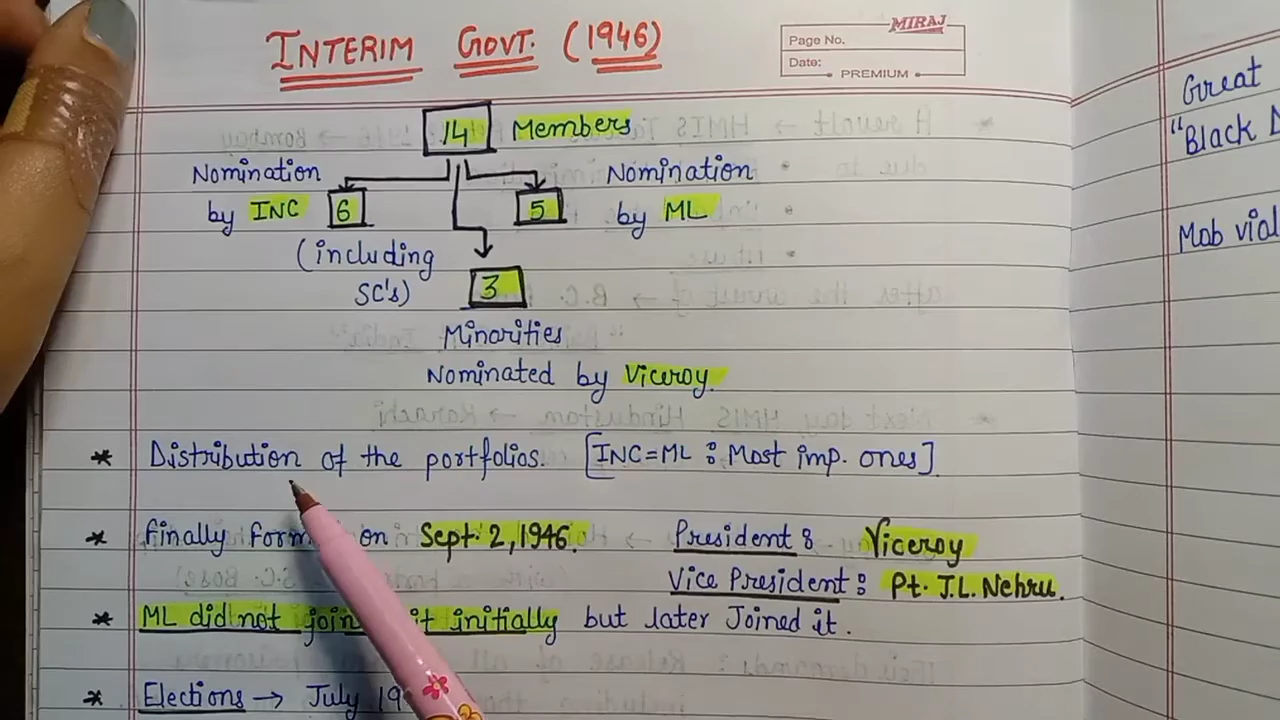 INTERIM GOVT. (1946)
MIRAJ
Page No.
Date:
PREMIUM
14 Members
Nomination by INC 6
(including SC's)
5 Nomination by ML
3
Minorities
Nominated by Viceroy.
* Distribution of the portfolios. [INC=ML : Most imp. ones]
* Finally on Sept. 2, 1946. President : Viceroy
Vice President : Pt. J.L. Nehru.
* ML did not join it initially but later Joined it.
* Elections → July
Great
"Black
Mob